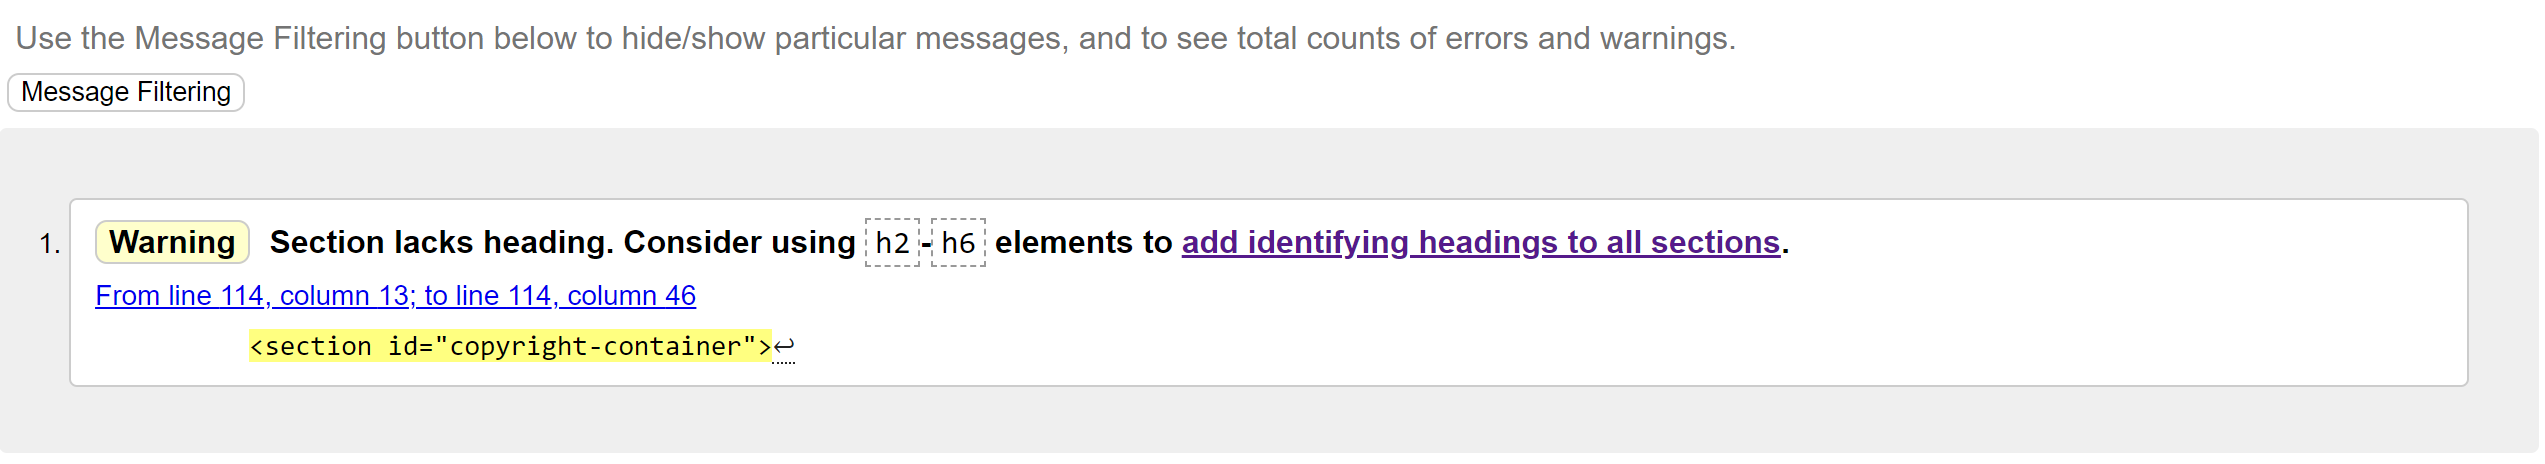 Use the Message Filtering button below to hide/show particular messages, and to see total counts of errors and warnings.
Message Filtering
1. Warning Section lacks heading. Consider using h2-h6 elements to add identifying headings to all sections.
From line 114, column 13; to line 114, column 46
<section id="copyright-container">↩